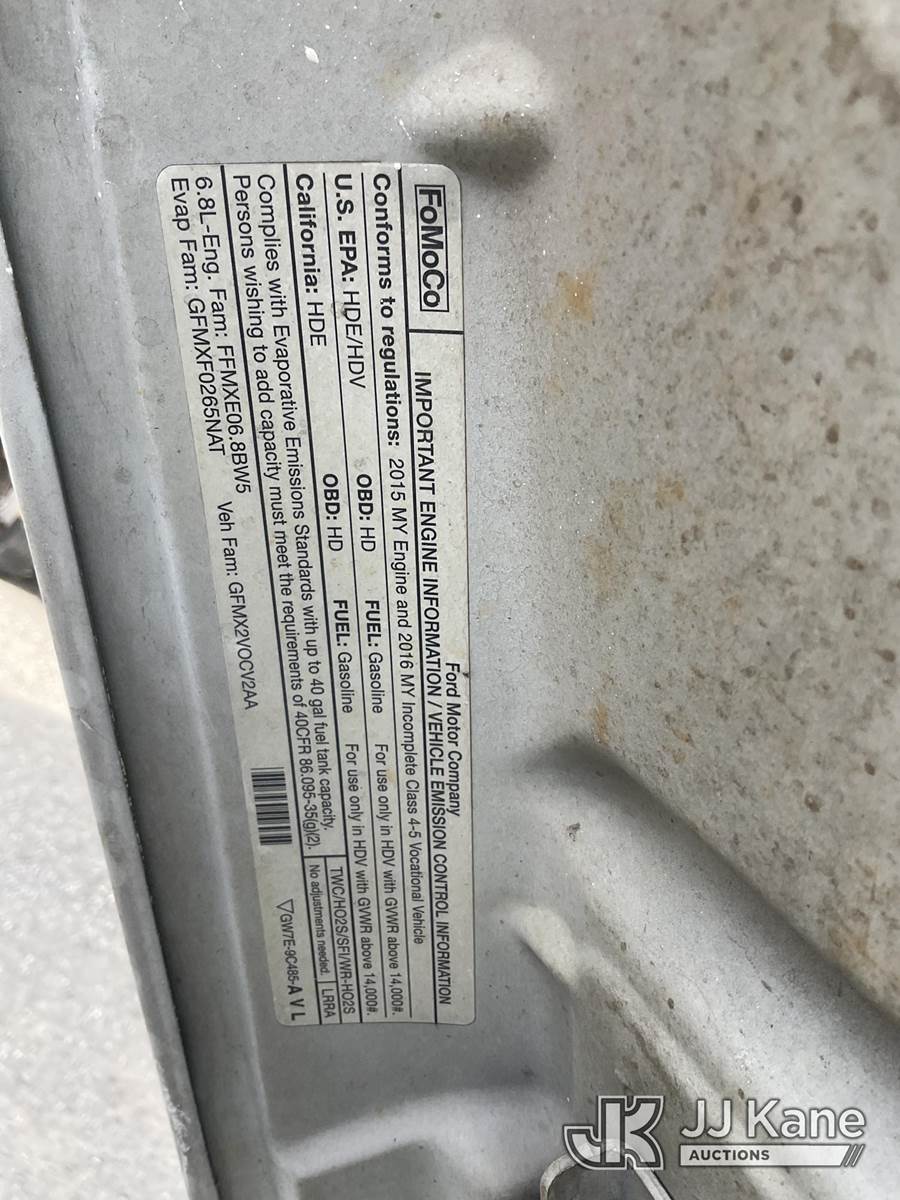 FoMoCo
Ford Motor Company
IMPORTANT ENGINE INFORMATION / VEHICLE EMISSION CONTROL INFORMATION
Conforms to regulations: 2015 MY Engine and 2016 MY Incomplete Class 4-5 Vocational Vehicle
U.S. EPA: HDE/HDV OBD: HD FUEL: Gasoline For use only in HDV with GVWR above 14,000#.
California: HDE OBD: HD FUEL: Gasoline For use only in HDV with GVWR above 14,000#.
Complies with Evaporative Emissions Standards with up to 40 gal fuel tank capacity.
Persons wishing to add capacity must meet the requirements of 40CFR 86.095-35(g)(2).
TWC/HO2S/SFI/WR-HO2S
No adjustments needed. LRRA
6.8L-Eng. Fam: FFMXE06.8BW5 Veh Fam: GFMX2VOCV2AA
Evap Fam: GFMXF0265NAT
▽GW7E-9C485-A V L
JK JJ Kane
AUCTIONS